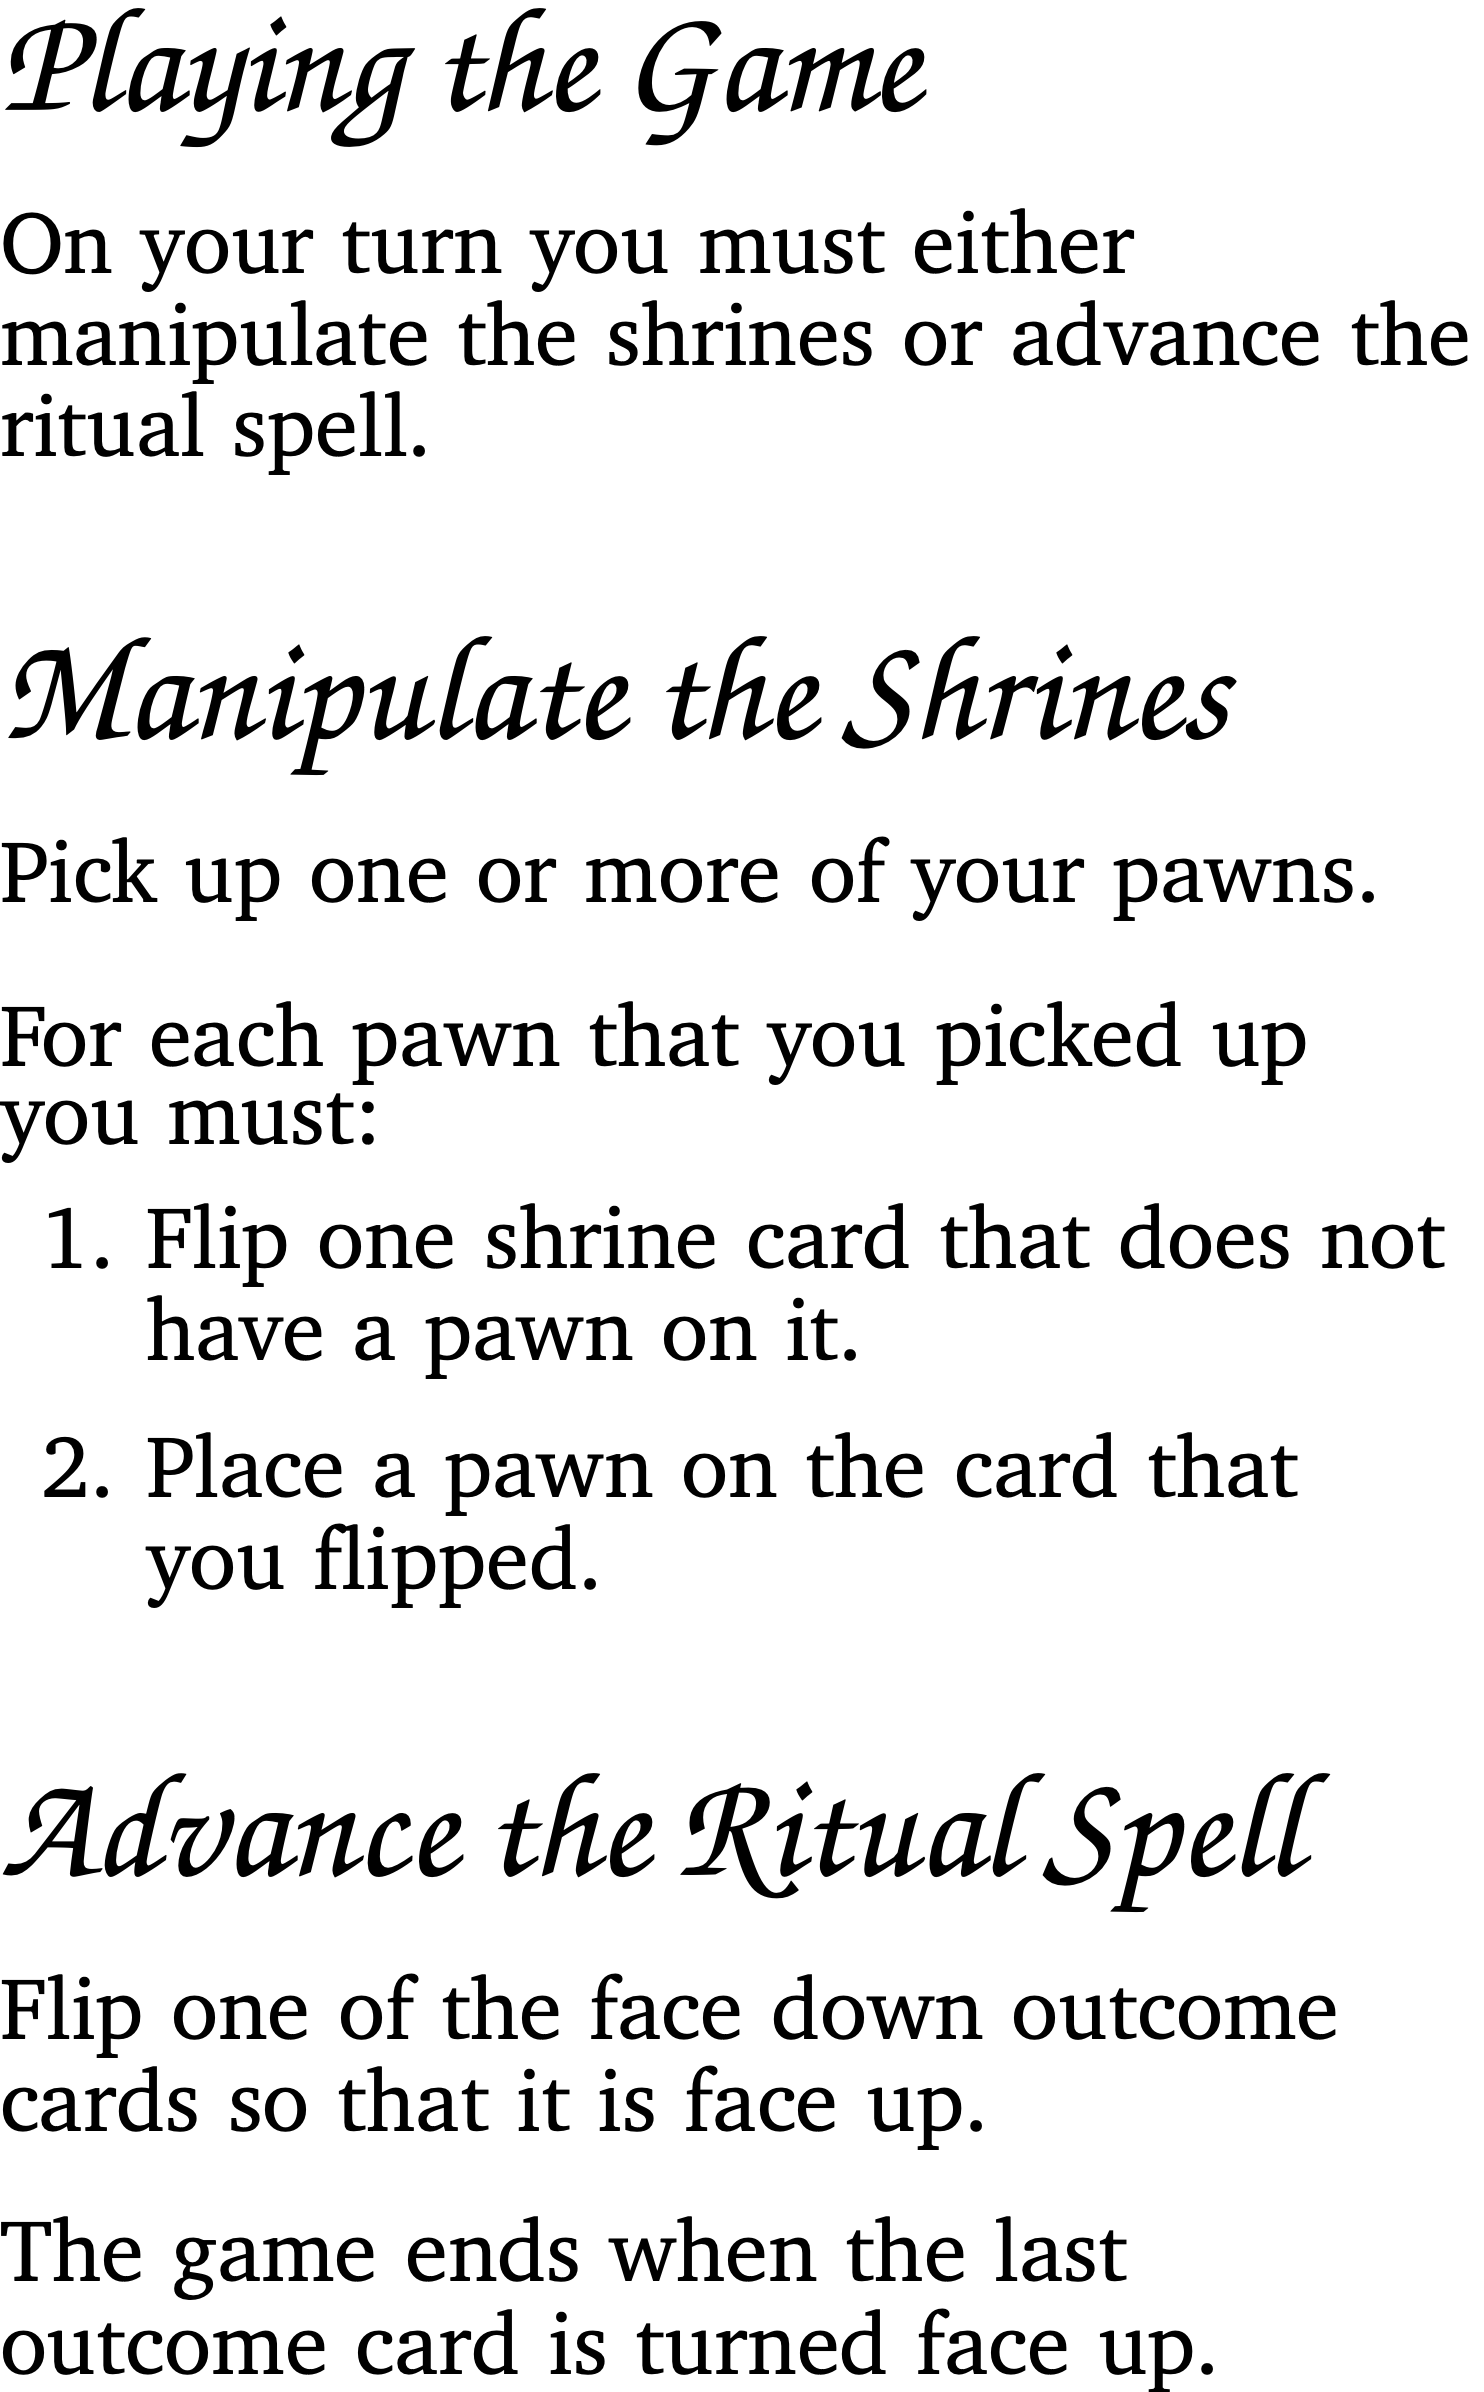 Playing the Game
On your turn you must either
manipulate the shrines or advance the
ritual spell.
Manipulate the Shrines
Pick up one or more of your pawns.
For each pawn that you picked up
you must:
1. Flip one shrine card that does not
have a pawn on it.
2. Place a pawn on the card that
you flipped.
Advance the Ritual Spell
Flip one of the face down outcome
cards so that it is face up.
The game ends when the last
outcome card is turned face up.